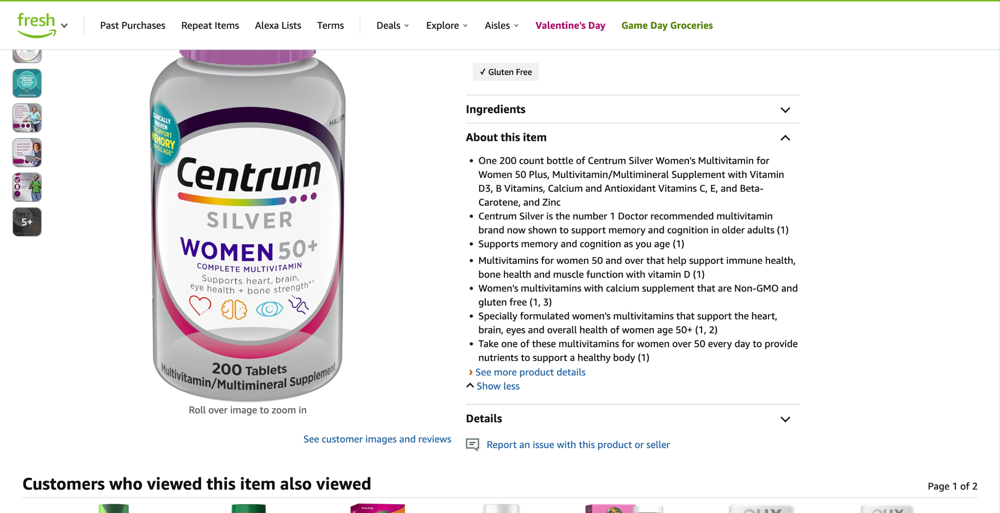 fresh
Past Purchases
Repeat Items
Alexa Lists
Terms
Deals
Explore
Aisles
Valentine's Day
Game Day Groceries
5+
HALEON
CLINICALLY
PROVEN
TO SUPPORT
MEMORY
AS YOU AGE*
Centrum
SILVER
WOMEN 50+
COMPLETE MULTIVITAMIN
Supports heart, brain,
eye health + bone strength*^
200 Tablets
Multivitamin/Multimineral Supplement
Roll over image to zoom in
See customer images and reviews
✓ Gluten Free
Ingredients
About this item
• One 200 count bottle of Centrum Silver Women's Multivitamin for
Women 50 Plus, Multivitamin/Multimineral Supplement with Vitamin
D3, B Vitamins, Calcium and Antioxidant Vitamins C, E, and Beta-
Carotene, and Zinc
• Centrum Silver is the number 1 Doctor recommended multivitamin
brand now shown to support memory and cognition in older adults (1)
• Supports memory and cognition as you age (1)
• Multivitamins for women 50 and over that help support immune health,
bone health and muscle function with vitamin D (1)
• Women's multivitamins with calcium supplement that are Non-GMO and
gluten free (1, 3)
• Specially formulated women's multivitamins that support the heart,
brain, eyes and overall health of women age 50+ (1, 2)
• Take one of these multivitamins for women over 50 every day to provide
nutrients to support a healthy body (1)
› See more product details
Show less
Details
Report an issue with this product or seller
Customers who viewed this item also viewed
Page 1 of 2
Once Daily